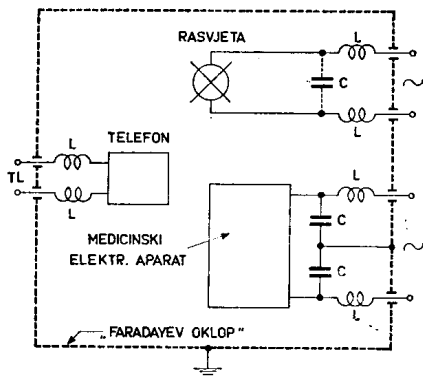 RASVJETA
L
C
L
TELEFON
L
TL
L
L
C
MEDICINSKI
ELEKTR. APARAT
C
L
„FARADAYEV OKLOP"